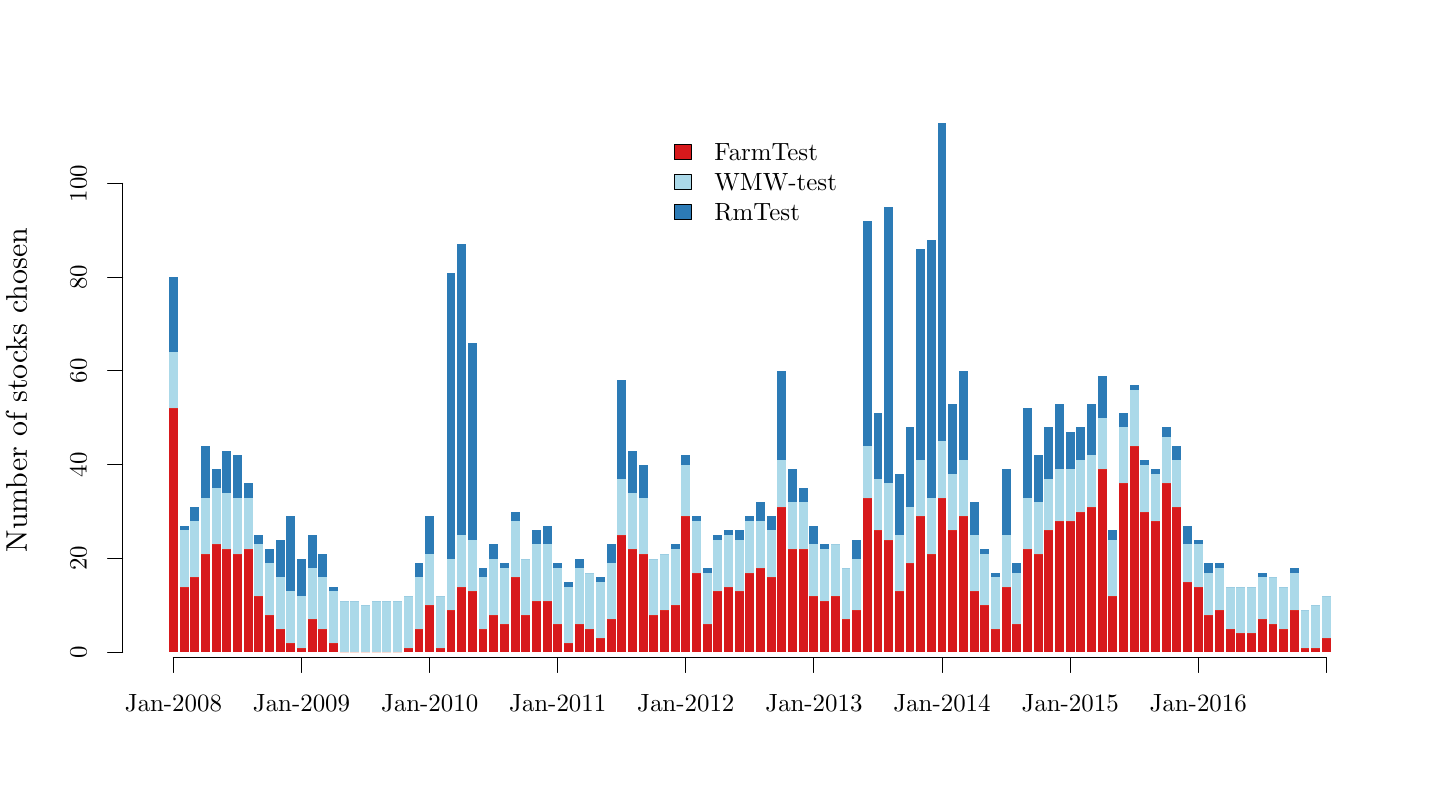 FarmTest
WMW-test
RmTest
Number of stocks chosen
100
80
60
40
20
0
Jan-2008 Jan-2009 Jan-2010 Jan-2011 Jan-2012 Jan-2013 Jan-2014 Jan-2015 Jan-2016